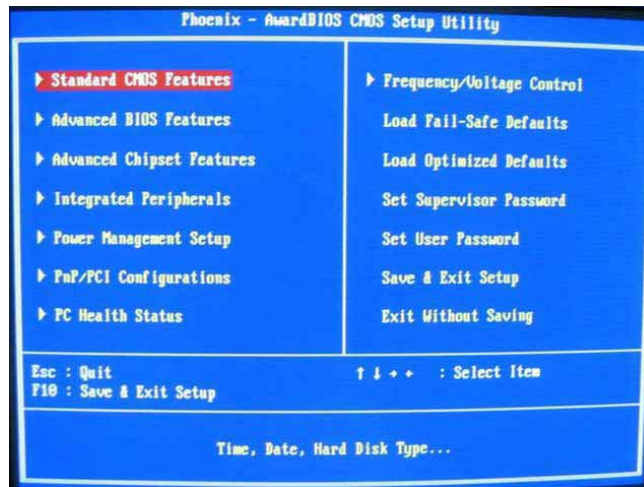 Phoenix - AwardBIOS CMOS Setup Utility
Standard CMOS Features
Advanced BIOS Features
Advanced Chipset Features
Integrated Peripherals
Power Management Setup
PnP/PCI Configurations
PC Health Status
Frequency/Voltage Control
Load Fail-Safe Defaults
Load Optimized Defaults
Set Supervisor Password
Set User Password
Save & Exit Setup
Exit Without Saving
Esc : Quit
F10 : Save & Exit Setup
↑ ↓ → ← : Select Item
Time, Date, Hard Disk Type...